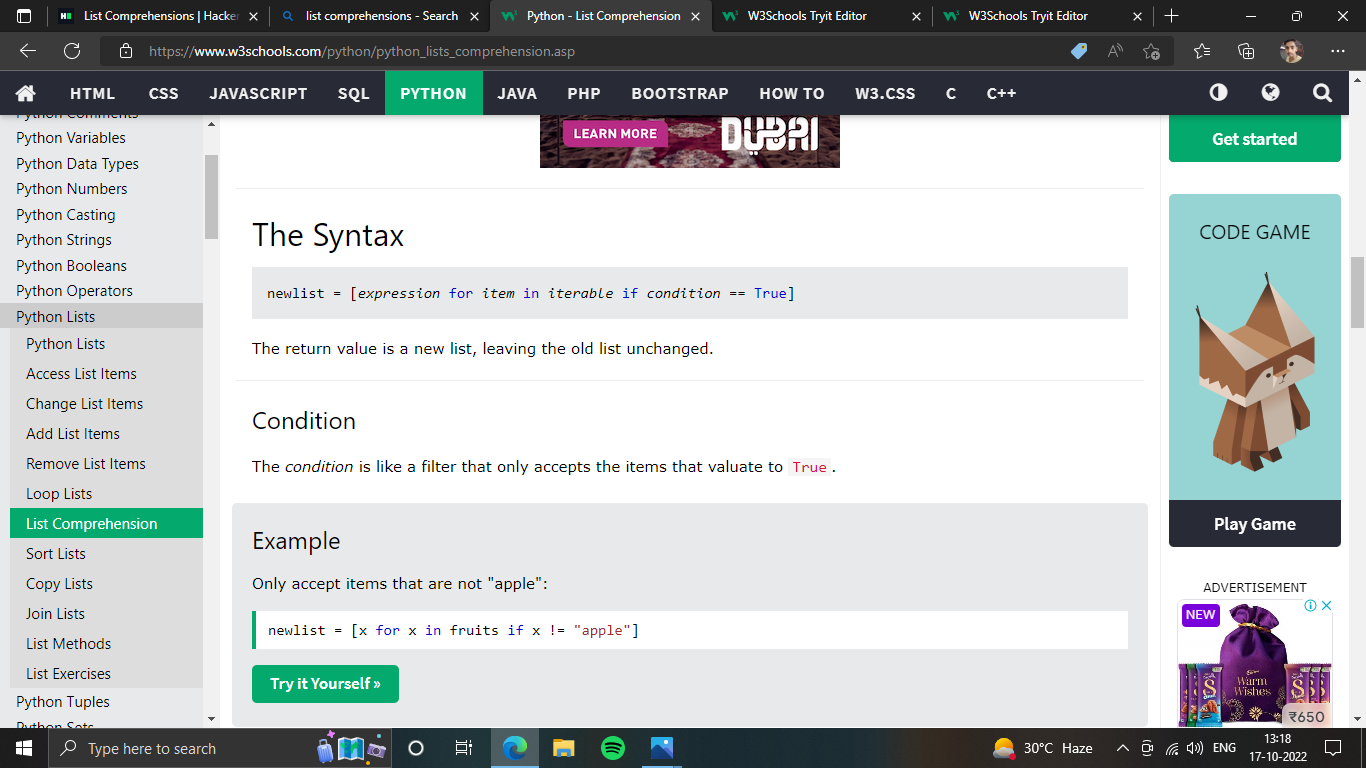 List Comprehensions | Hacker
list comprehensions - Search
Python - List Comprehension
W3Schools Tryit Editor
W3Schools Tryit Editor
https://www.w3schools.com/python/python_lists_comprehension.asp
HTML CSS JAVASCRIPT SQL PYTHON JAVA PHP BOOTSTRAP HOW TO W3.CSS C C++
Python Comments
Python Variables
Python Data Types
Python Numbers
Python Casting
Python Strings
Python Booleans
Python Operators
Python Lists
Python Lists
Access List Items
Change List Items
Add List Items
Remove List Items
Loop Lists
List Comprehension
Sort Lists
Copy Lists
Join Lists
List Methods
List Exercises
Python Tuples
Python Sets
LEARN MORE
DUBAI
The Syntax
newlist = [expression for item in iterable if condition == True]
The return value is a new list, leaving the old list unchanged.
Condition
The condition is like a filter that only accepts the items that valuate to True.
Example
Only accept items that are not "apple":
newlist = [x for x in fruits if x != "apple"]
Try it Yourself »
Get started
CODE GAME
Play Game
ADVERTISEMENT
NEW
Warm
Wishes
₹650
Type here to search
30°C Haze
ENG
13:18
17-10-2022